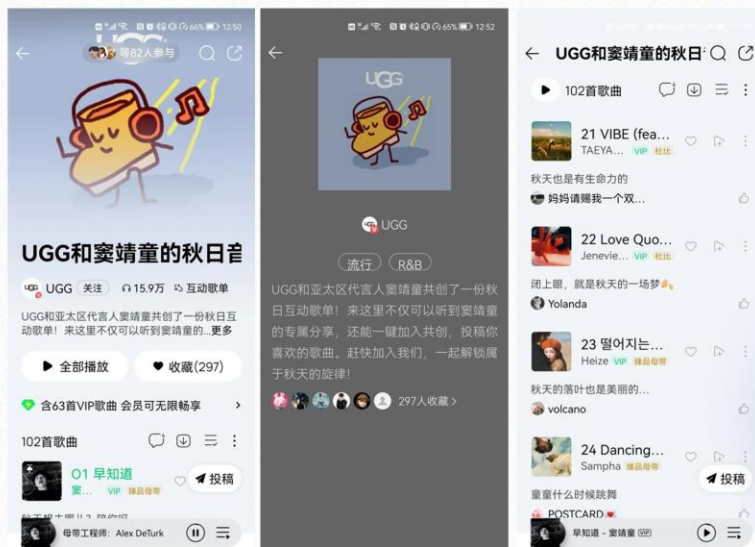 66% 12:50
等82人参与
UGG
UGG和窦靖童的秋日音
UGG 关注 15.9万 互动歌单
UGG和亚太区代言人窦靖童共创了一份秋日互
动歌单！来这里不仅可以听到窦靖童的...更多
全部播放
收藏(297)
含63首VIP歌曲 会员可无限畅享
102首歌曲
01 早知道
窦... VIP 臻品母带
投稿
母带工程师：Alex DeTurk
65% 12:52
UGG
UGG
流行 R&B
UGG和亚太区代言人窦靖童共创了一份秋
日互动歌单！来这里不仅可以听到窦靖童
的专属分享，还能一键加入共创，投稿你
喜欢的歌曲。赶快加入我们，一起解锁属
于秋天的旋律！
297人收藏
UGG和窦靖童的秋日
102首歌曲
21 VIBE (fea...
TAEYA... VIP 杜比
秋天也是有生命力的
妈妈请赐我一个双...
22 Love Quo...
Jenevie... VIP 杜比
闭上眼，就是秋天的一场梦🍂
Yolanda
23 떨어지는...
Heize VIP 臻品母带
秋天的落叶也是美丽的...
volcano
24 Dancing...
Sampha 臻品母带
投稿
童童什么时候跳舞
POSTCARD
早知道 - 窦靖童 VIP